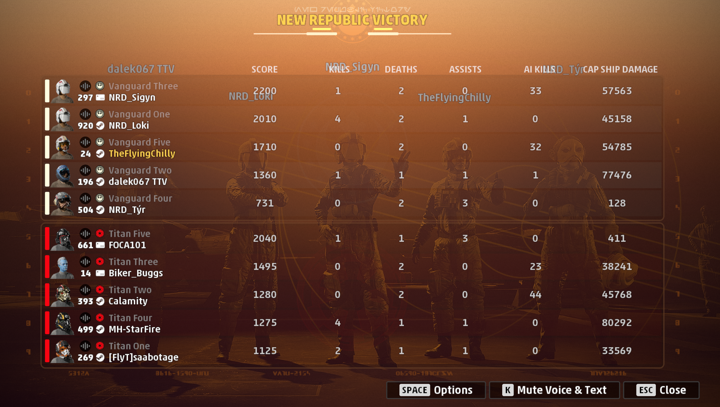 NEW REPUBLIC VICTORY
dalek067 TTV NRD_Sigyn NRD_Týr
SCORE KILLS DEATHS ASSISTS AI KILLS CAP SHIP DAMAGE
NRD_Loki TheFlyingChilly
Vanguard Three
297 NRD_Sigyn 2200 1 2 0 33 57563
Vanguard One
920 NRD_Loki 2010 4 2 1 0 45158
Vanguard Five
24 TheFlyingChilly 1710 0 2 0 32 54785
Vanguard Two
196 dalek067 TTV 1360 1 1 1 1 77476
Vanguard Four
504 NRD_Týr 731 0 2 3 0 128
Titan Five
661 FOCA101 2040 1 1 3 0 411
Titan Three
14 Biker_Buggs 1495 0 2 0 23 38241
Titan Two
393 Calamity 1280 0 2 0 44 45768
Titan Four
499 MH-StarFire 1275 4 1 1 0 80292
Titan One
269 [FlyT]saabotage 1125 2 1 1 0 33569
SPACE Options K Mute Voice & Text ESC Close